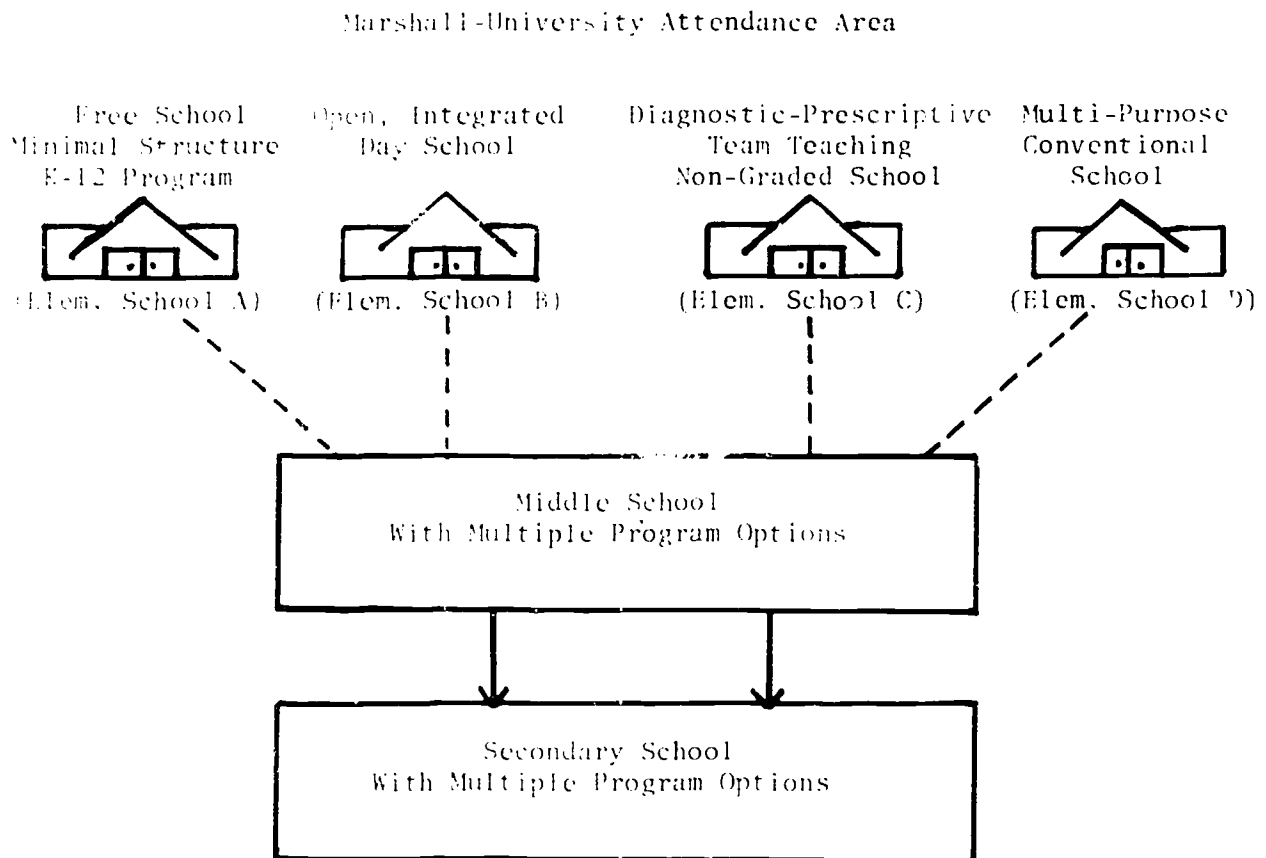 Marshall-University Attendance Area
Free School
Minimal Structure
K-12 Program
(Elem. School A)
Open, Integrated
Day School
(Elem. School B)
Diagnostic-Prescriptive
Team Teaching
Non-Graded School
(Elem. School C)
Multi-Purpose
Conventional
School
(Elem. School D)
Middle School
With Multiple Program Options
Secondary School
With Multiple Program Options